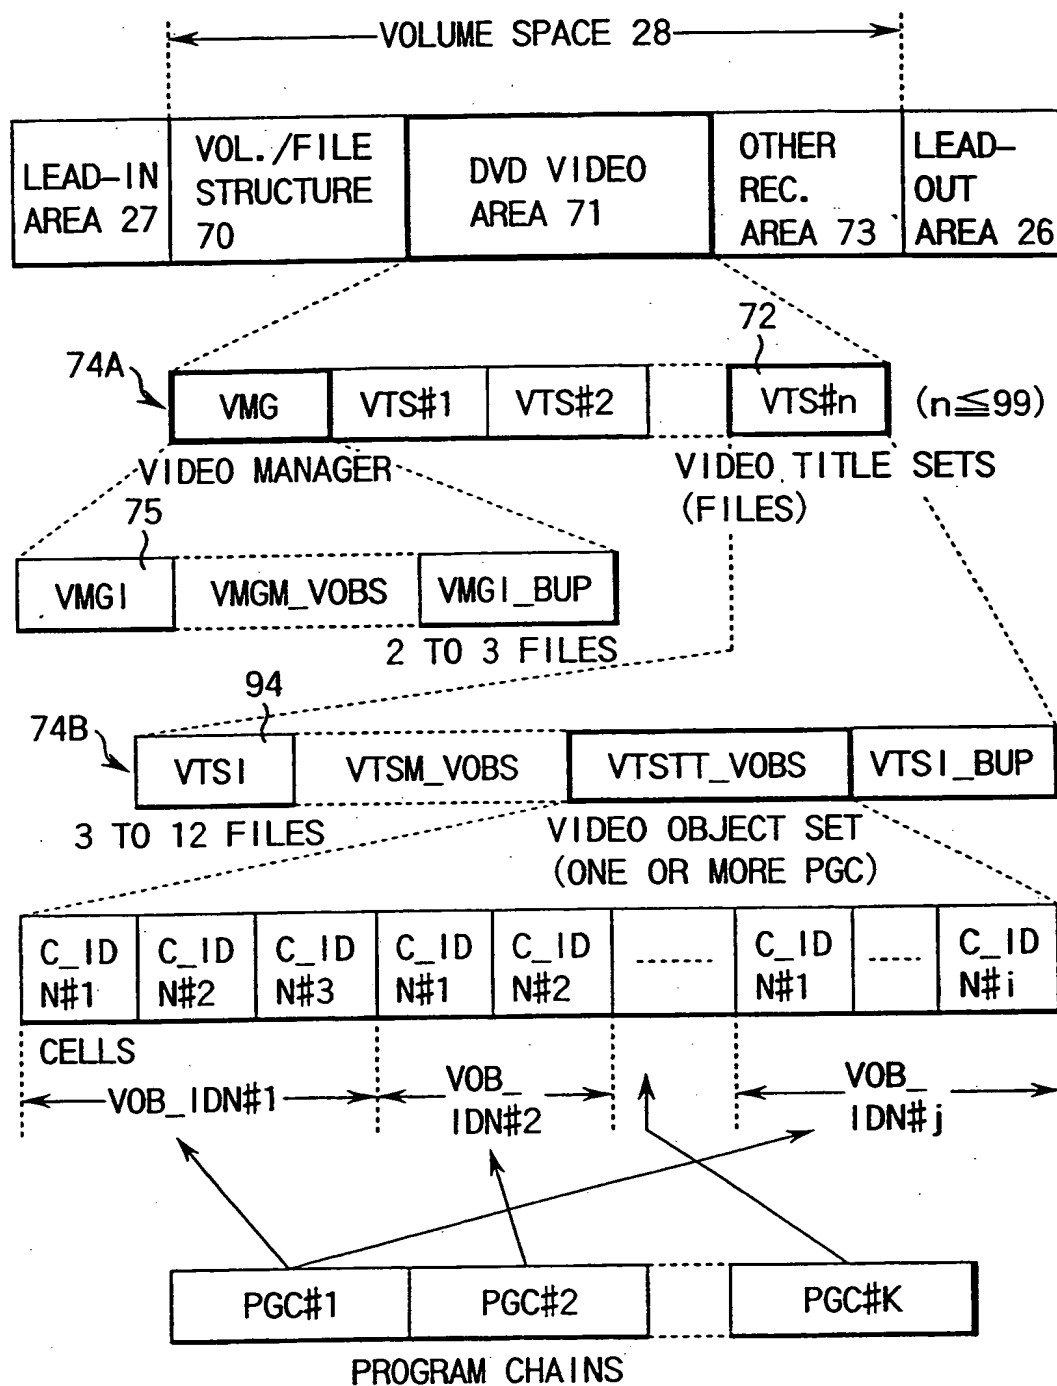 VOLUME SPACE 28
LEAD-IN
AREA 27
VOL./FILE
STRUCTURE
70
DVD VIDEO
AREA 71
OTHER
REC.
AREA 73
LEAD-
OUT
AREA 26
72
74A
VMG
VTS#1
VTS#2
VTS#n
(n≦99)
VIDEO MANAGER
VIDEO TITLE SETS
(FILES)
75
VMGI
VMGM_VOBS
VMGI_BUP
2 TO 3 FILES
94
74B
VTSI
VTSM_VOBS
VTSTT_VOBS
VTSI_BUP
3 TO 12 FILES
VIDEO OBJECT SET
(ONE OR MORE PGC)
C_ID
N#1
C_ID
N#2
C_ID
N#3
C_ID
N#1
C_ID
N#2
C_ID
N#1
C_ID
N#i
CELLS
VOB_IDN#1
VOB_
IDN#2
VOB_
IDN#j
PGC#1
PGC#2
PGC#K
PROGRAM CHAINS